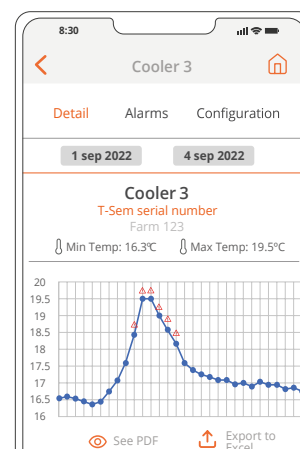 8:30
Cooler 3
Detail Alarms Configuration
1 sep 2022 4 sep 2022
Cooler 3
T-Sem serial number
Farm 123
Min Temp: 16.3ºC Max Temp: 19.5ºC
20
19.5
19
18.5
18
17.5
17
16.5
16
See PDF Export to
Excel